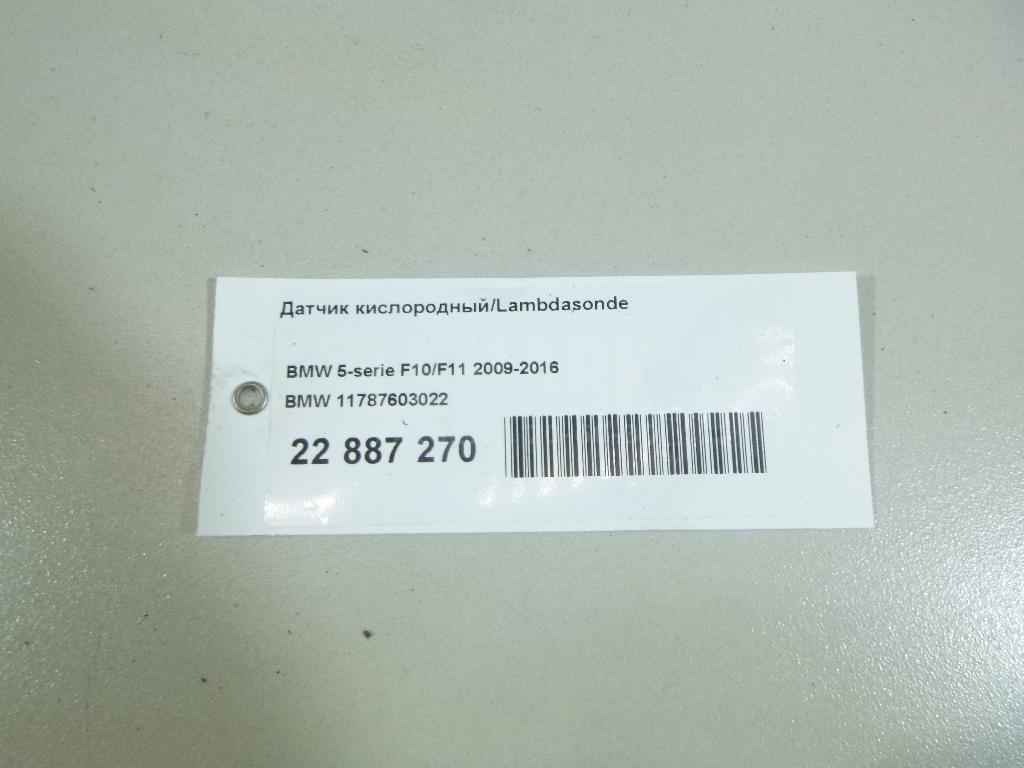 Датчик кислородный/Lambdasonde
BMW 5-serie F10/F11 2009-2016
BMW 11787603022
22 887 270